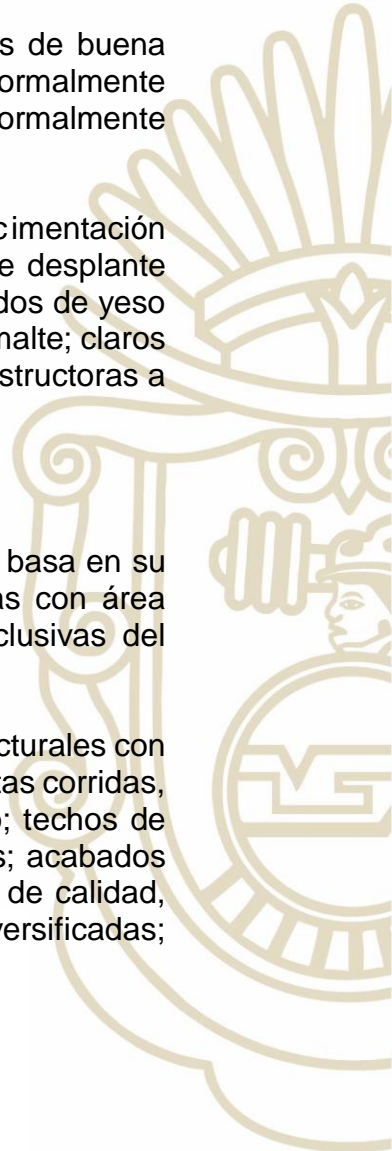 s de buena
ormalmente
ormalmente
cimentación
e desplante
dos de yeso
nalte; claros
structoras a
basa en su
as con área
clusivas del
cturales con
tas corridas,
o; techos de
s; acabados
de calidad,
versificadas;